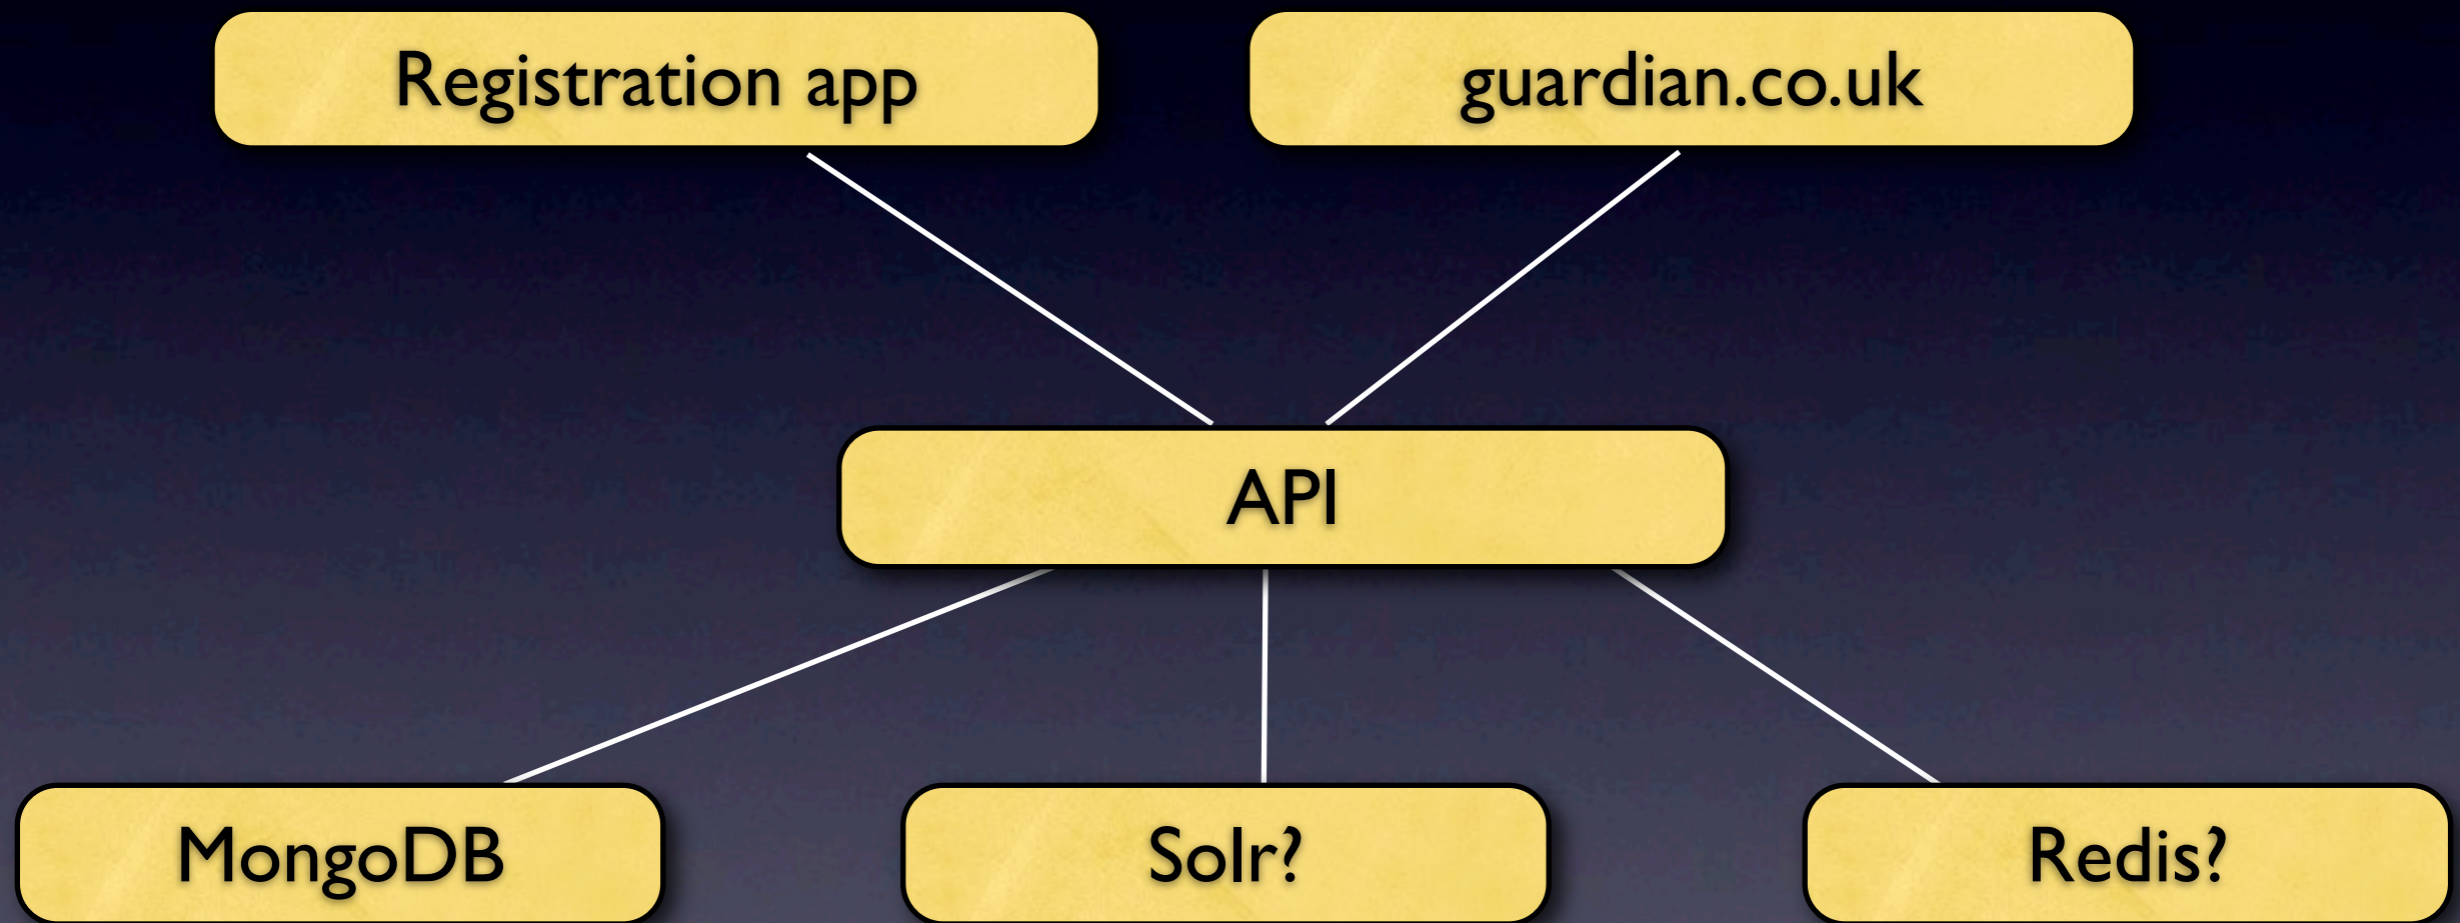 Registration app
guardian.co.uk
API
MongoDB
Solr?
Redis?